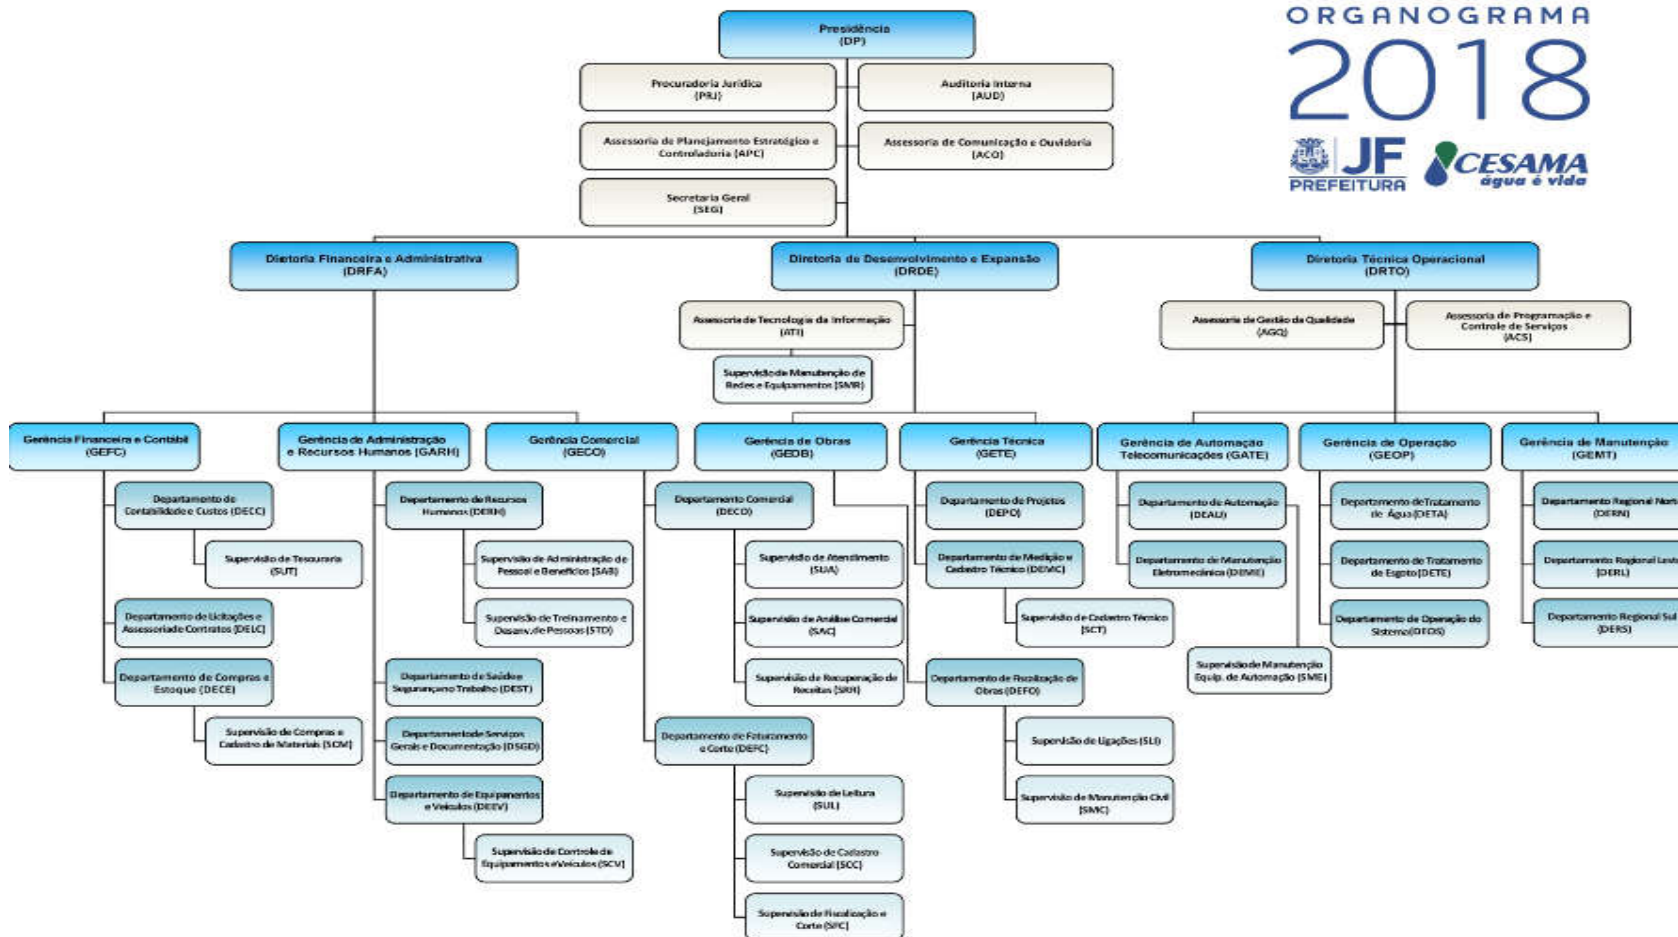 ORGANOGRAMA
2018
JF
PREFEITURA
CESAMA
água é vida
Presidência
(DP)
Procuradoria Jurídica
(PRJ)
Auditoria Interna
(AUD)
Assessoria de Planejamento Estratégico e
Controladoria (APC)
Assessoria de Comunicação e Ouvidoria
(ACO)
Secretaria Geral
(SEG)
Diretoria Financeira e Administrativa
(DRFA)
Diretoria de Desenvolvimento e Expansão
(DRDE)
Diretoria Técnica Operacional
(DRTO)
Assessoria de Tecnologia da Informação
(ATI)
Supervisão de Manutenção de
Redes e Equipamentos (SMR)
Assessoria de Gestão da Qualidade
(AGQ)
Assessoria de Programação e
Controle de Serviços
(ACS)
Gerência Financeira e Contábil
(GEFC)
Gerência de Administração
e Recursos Humanos (GARH)
Gerência Comercial
(GECO)
Gerência de Obras
(GEOB)
Gerência Técnica
(GETE)
Gerência de Automação
Telecomunicações (GATE)
Gerência de Operação
(GEOP)
Gerência de Manutenção
(GEMT)
Departamento de
Contabilidade e Custos (DECC)
Supervisão de Tesouraria
(SUT)
Departamento de Licitações e
Assessoria de Contratos (DELC)
Departamento de Compras e
Estoque (DECE)
Supervisão de Compras e
Cadastro de Materiais (SCM)
Departamento de Recursos
Humanos (DERH)
Supervisão de Administração de
Pessoal e Benefícios (SAB)
Supervisão de Treinamento e
Desenv. de Pessoas (STD)
Departamento de Saúde e
Segurança no Trabalho (DEST)
Departamento de Serviços
Gerais e Documentação (DSGD)
Departamento de Equipamentos
e Veículos (DEEV)
Supervisão de Controle de
Equipamentos e Veículos (SCV)
Departamento Comercial
(DECO)
Supervisão de Atendimento
(SUA)
Supervisão de Análise Comercial
(SAC)
Supervisão de Recuperação de
Receitas (SRR)
Departamento de Faturamento
e Corte (DEFC)
Supervisão de Leitura
(SUL)
Supervisão de Cadastro
Comercial (SCC)
Supervisão de Fiscalização e
Corte (SFC)
Departamento de Projetos
(DEPO)
Departamento de Medição e
Cadastro Técnico (DEMC)
Supervisão de Cadastro Técnico
(SCT)
Departamento de Fiscalização de
Obras (DEFO)
Supervisão de Ligações (SLI)
Supervisão de Manutenção Civil
(SMC)
Departamento de Automação
(DEAU)
Departamento de Manutenção
Eletromecânica (DEME)
Supervisão de Manutenção
Equip. de Automação (SME)
Departamento de Tratamento
de Água (DETA)
Departamento de Tratamento
de Esgoto (DETE)
Departamento de Operação do
Sistema (DEOS)
Departamento Regional Nort
(DERN)
Departamento Regional Lest
(DERL)
Departamento Regional Sul
(DERS)